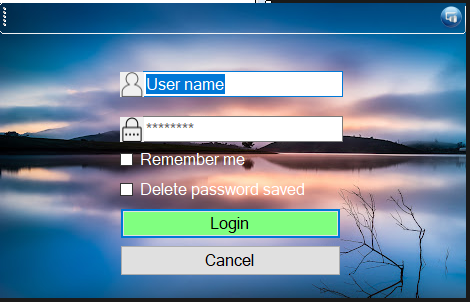 User name
********
Remember me
Delete password saved
Login
Cancel